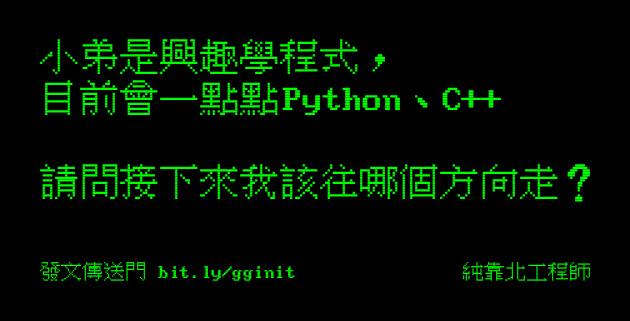 小弟是興趣學程式，
目前會一點點Python、C++
請問接下來我該往哪個方向走？
發文傳送門 bit.ly/gginit
純靠北工程師